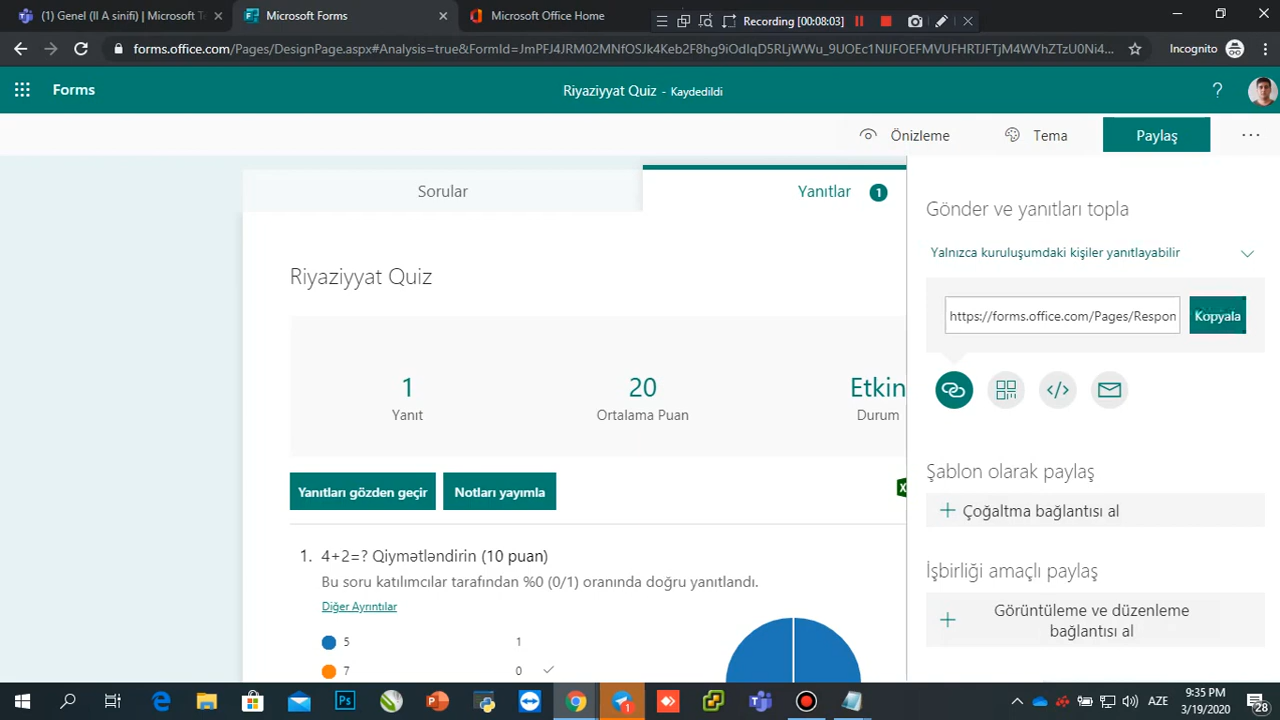 (1) Genel (II A sinifi) | Microsoft Te
Microsoft Forms
Microsoft Office Home
Recording [00:08:03]
forms.office.com/Pages/DesignPage.aspx#Analysis=true&FormId=JmPFJ4JRM02MNfOSJk4Keb2F8hg9iOdIqD5RLjWWu_9UOEc1NlJFOEFMVUFHRTJFTjM4WVhZTzU0Ni4...
Incognito
Forms
Riyaziyyat Quiz - Kaydedildi
?
Önizleme
Tema
Paylaş
Sorular
Yanıtlar 1
Riyaziyyat Quiz
1
Yanıt
20
Ortalama Puan
Etkin
Durum
Yanıtları gözden geçir
Notları yayımla
1. 4+2=? Qiymətləndirin (10 puan)
Bu soru katılımcılar tarafından %0 (0/1) oranında doğru yanıtlandı.
Diğer Ayrıntılar
5 1
7 0
Gönder ve yanıtları topla
Yalnızca kuruluşumdaki kişiler yanıtlayabilir
https://forms.office.com/Pages/Respon
Kopyala
Şablon olarak paylaş
Çoğaltma bağlantısı al
İşbirliği amaçlı paylaş
Görüntüleme ve düzenleme
bağlantısı al
AZE
9:35 PM
3/19/2020
28